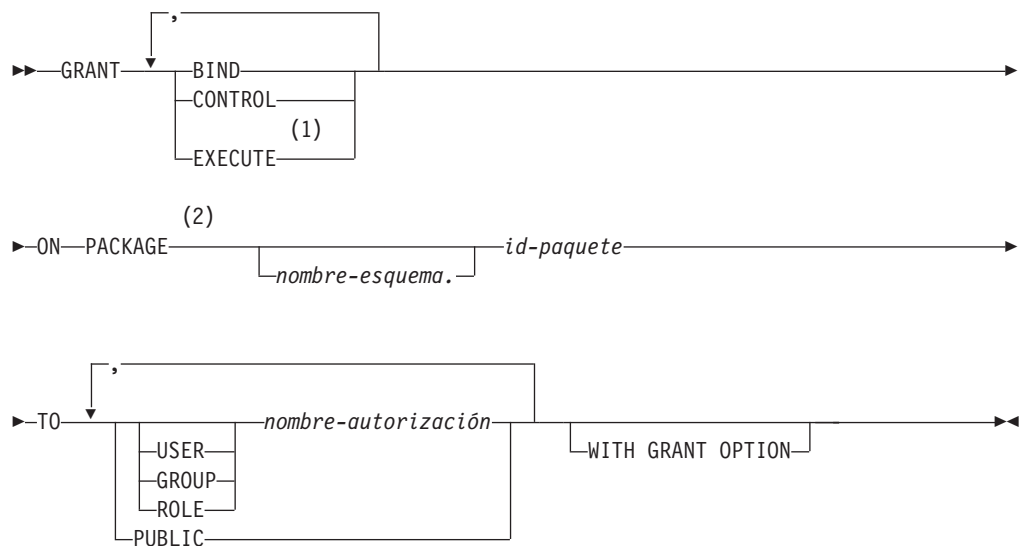 ,
GRANT BIND
CONTROL
(1)
EXECUTE
(2)
ON PACKAGE id-paquete
nombre-esquema.
,
TO nombre-autorización
USER WITH GRANT OPTION
GROUP
ROLE
PUBLIC